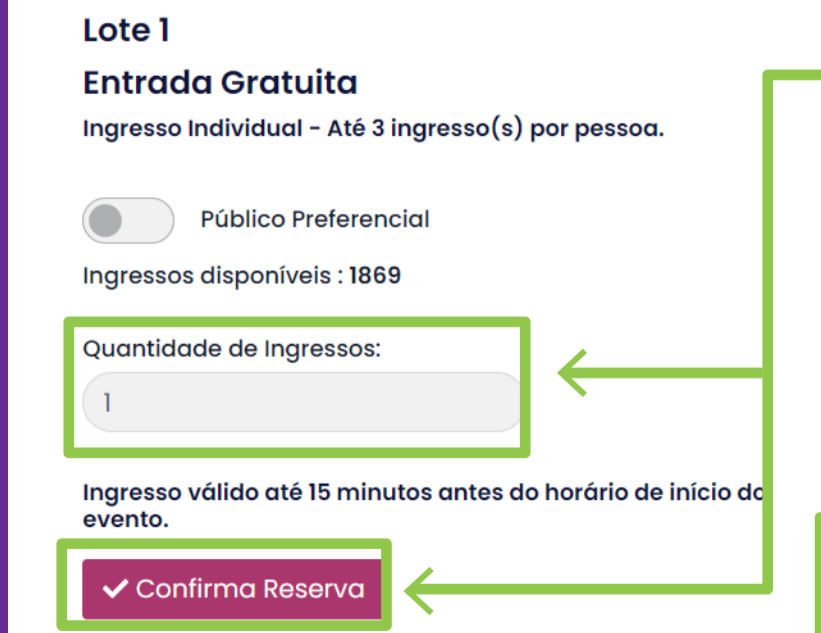 Lote 1
Entrada Gratuita
Ingresso Individual - Até 3 ingresso(s) por pessoa.
Público Preferencial
Ingressos disponíveis : 1869
Quantidade de Ingressos:
1
Ingresso válido até 15 minutos antes do horário de início do
evento.
Confirma Reserva